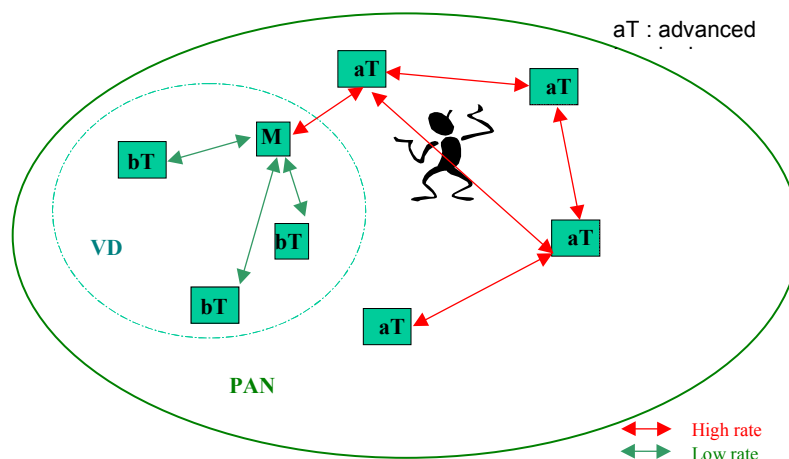 aT : advanced
aT
aT
M
bT
aT
VD
bT
bT
aT
PAN
High rate
Low rate